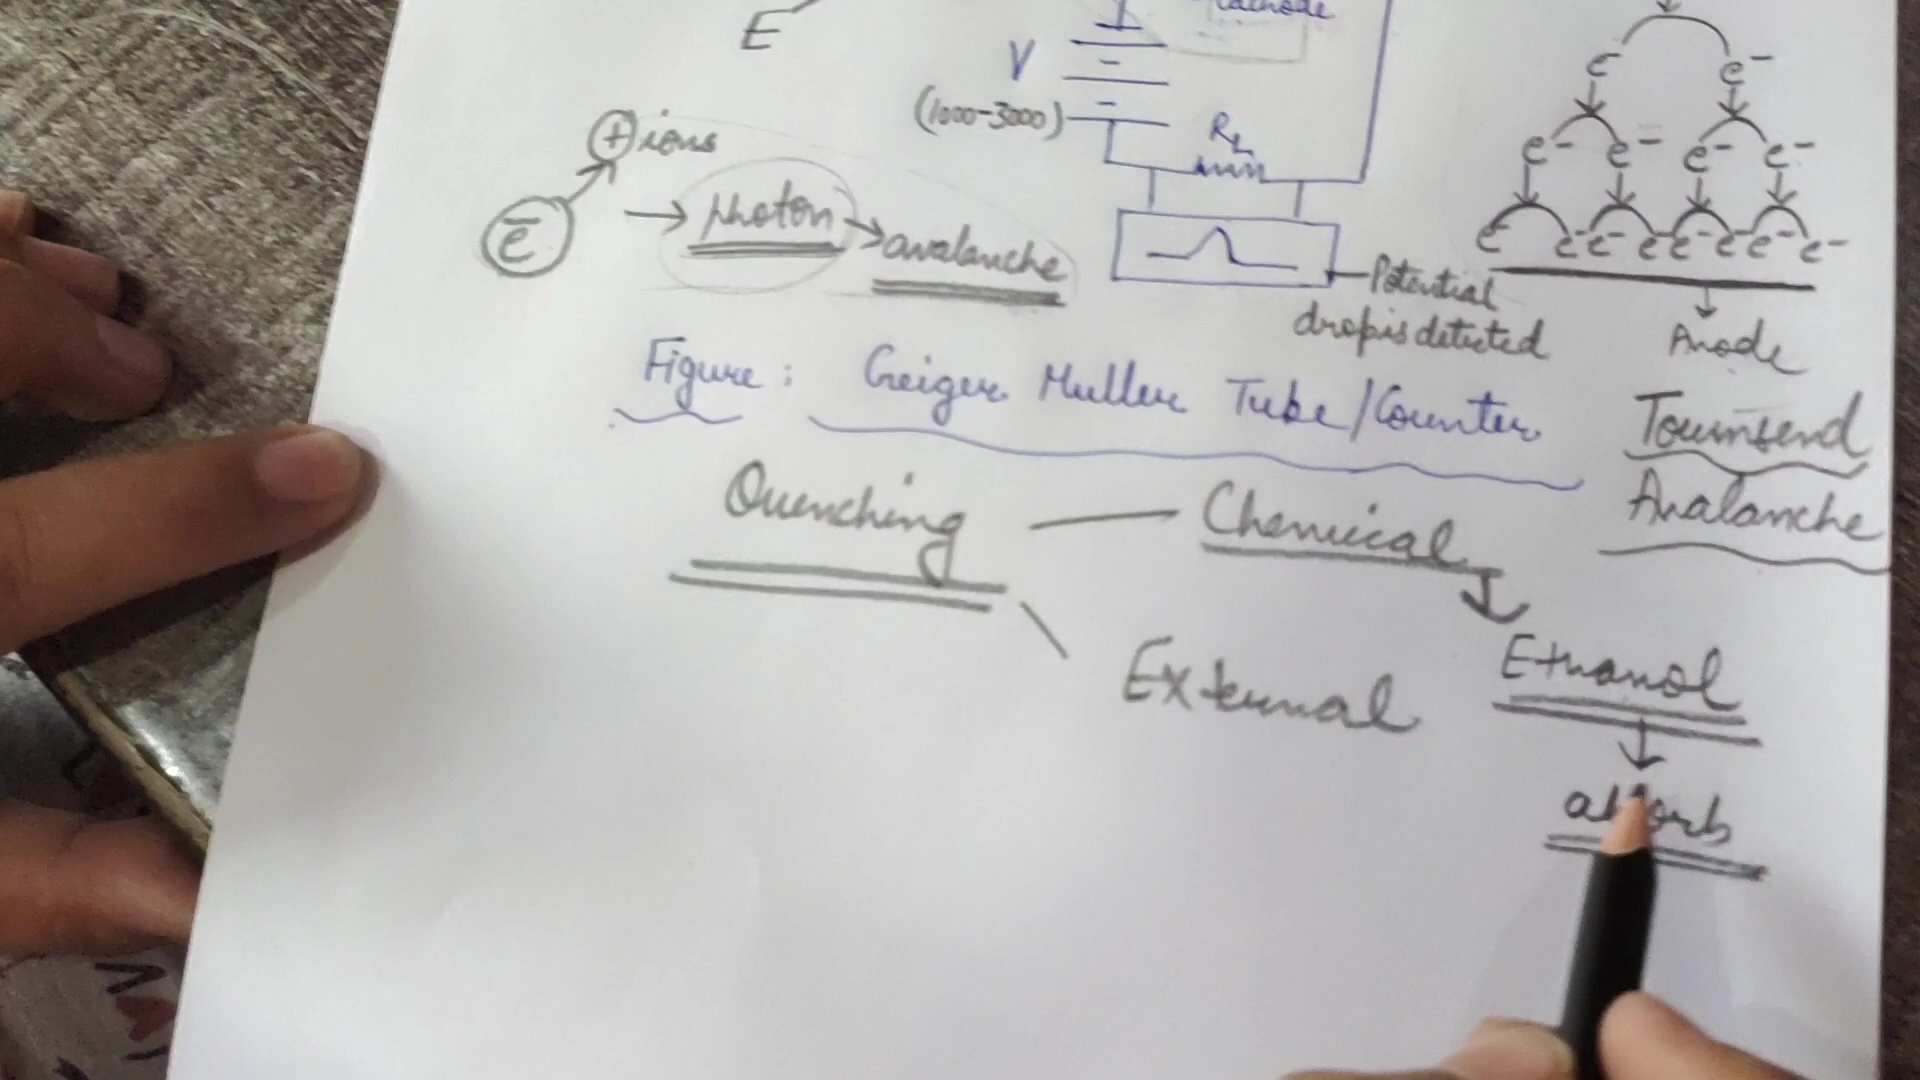 Cathode
E
V
(1000-3000)
RL
e- e-
e- e- e- e-
e- e- e- e- e- e- e- e-
+ ions
e-
→ photon → avalanche
Potential
drop is detected
Anode
Figure : Geiger Muller Tube/Counter
Townsend
Avalanche
Quenching — Chemical
External
Ethanol
absorb